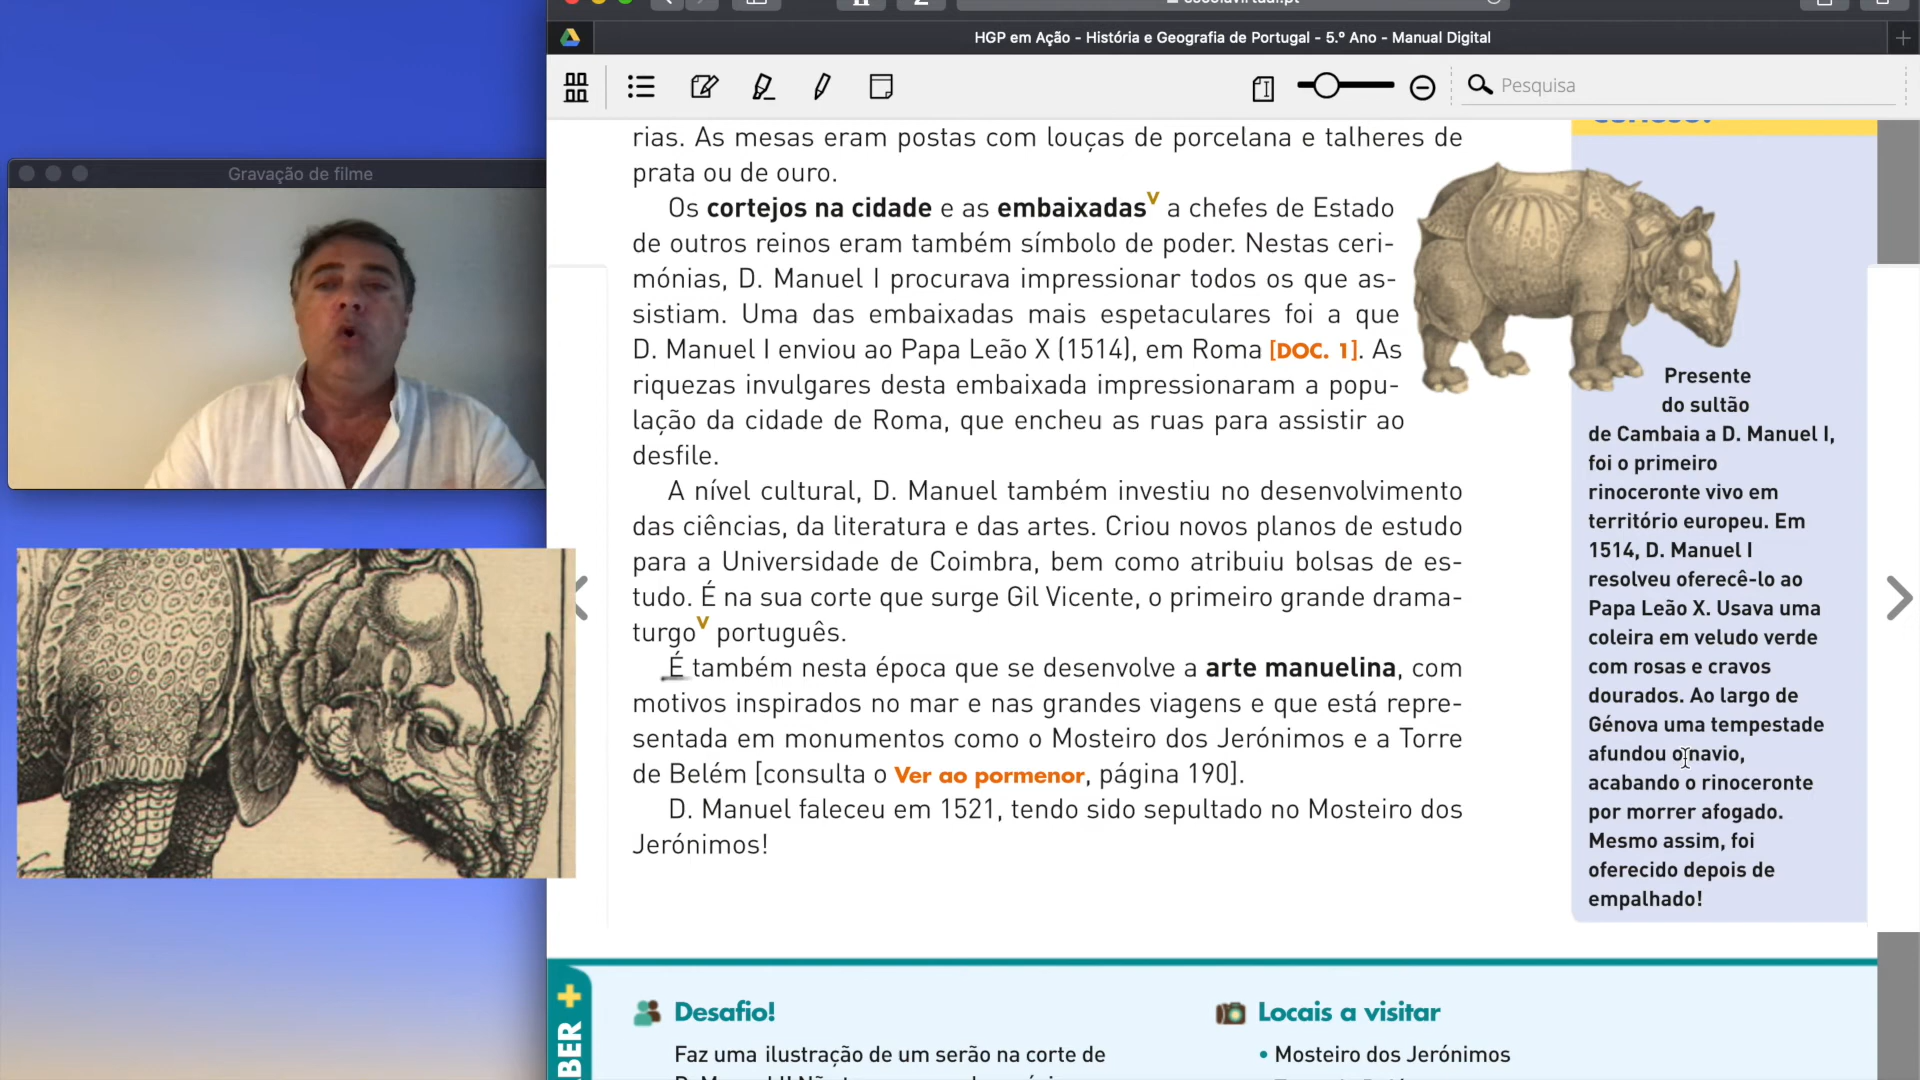 HGP em Ação - História e Geografia de Portugal - 5.º Ano - Manual Digital
Pesquisa
Gravação de filme
rias. As mesas eram postas com louças de porcelana e talheres de
prata ou de ouro.
Os cortejos na cidade e as embaixadasV a chefes de Estado
de outros reinos eram também símbolo de poder. Nestas ceri-
mónias, D. Manuel I procurava impressionar todos os que as-
sistiam. Uma das embaixadas mais espetaculares foi a que
D. Manuel I enviou ao Papa Leão X (1514), em Roma [DOC. 1]. As
riquezas invulgares desta embaixada impressionaram a popu-
lação da cidade de Roma, que encheu as ruas para assistir ao
desfile.
A nível cultural, D. Manuel também investiu no desenvolvimento
das ciências, da literatura e das artes. Criou novos planos de estudo
para a Universidade de Coimbra, bem como atribuiu bolsas de es-
tudo. É na sua corte que surge Gil Vicente, o primeiro grande drama-
turgoV português.
É também nesta época que se desenvolve a arte manuelina, com
motivos inspirados no mar e nas grandes viagens e que está repre-
sentada em monumentos como o Mosteiro dos Jerónimos e a Torre
de Belém [consulta o Ver ao pormenor, página 190].
D. Manuel faleceu em 1521, tendo sido sepultado no Mosteiro dos
Jerónimos!
Presente
do sultão
de Cambaia a D. Manuel I,
foi o primeiro
rinoceronte vivo em
território europeu. Em
1514, D. Manuel I
resolveu oferecê-lo ao
Papa Leão X. Usava uma
coleira em veludo verde
com rosas e cravos
dourados. Ao largo de
Génova uma tempestade
afundou o navio,
acabando o rinoceronte
por morrer afogado.
Mesmo assim, foi
oferecido depois de
empalhado!
BER +
Desafio!
Faz uma ilustração de um serão na corte de
Locais a visitar
• Mosteiro dos Jerónimos